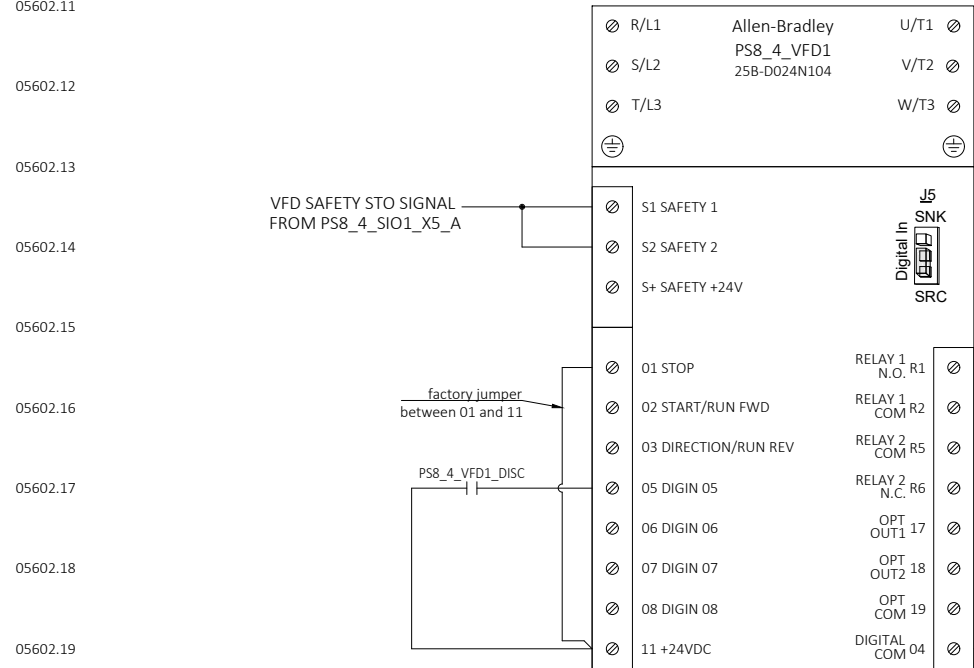 05602.11
05602.12
05602.13
05602.14
05602.15
05602.16
05602.17
05602.18
05602.19
R/L1
Allen-Bradley
U/T1
PS8_4_VFD1
S/L2
25B-D024N104
V/T2
T/L3
W/T3
VFD SAFETY STO SIGNAL
FROM PS8_4_SIO1_X5_A
S1 SAFETY 1
S2 SAFETY 2
S+ SAFETY +24V
J5
SNK
Digital In
SRC
factory jumper
between 01 and 11
PS8_4_VFD1_DISC
01 STOP
02 START/RUN FWD
03 DIRECTION/RUN REV
05 DIGIN 05
06 DIGIN 06
07 DIGIN 07
08 DIGIN 08
11 +24VDC
RELAY 1
N.O. R1
RELAY 1
COM R2
RELAY 2
COM R5
RELAY 2
N.C. R6
OPT
OUT1 17
OPT
OUT2 18
OPT
COM 19
DIGITAL
COM 04